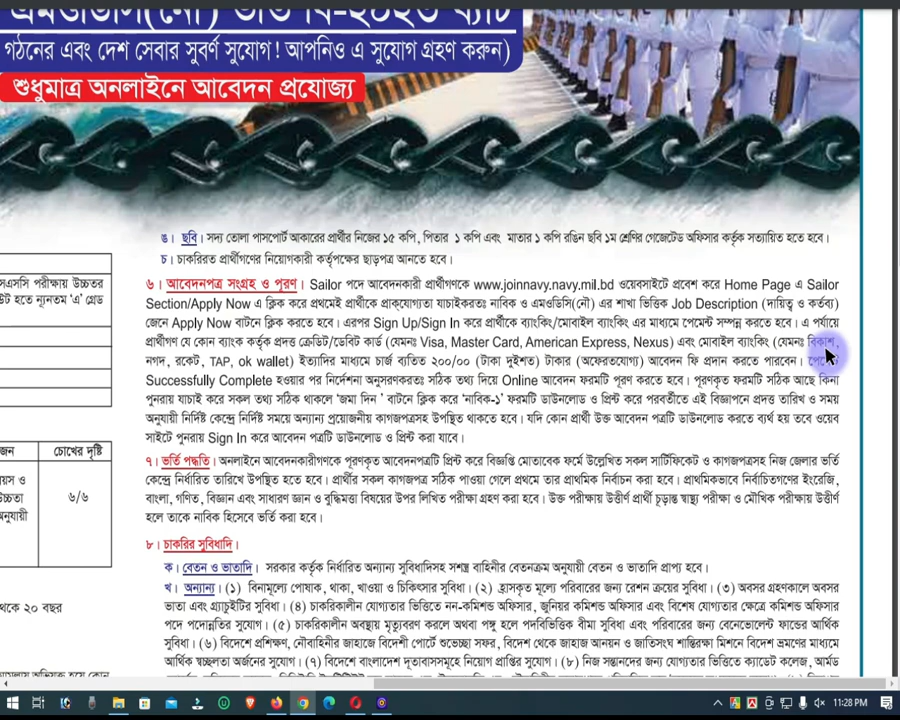 এমওডিসি(নৌ) ভর্তি বি-২০২৩ ব্যাচ
গঠনের এবং দেশ সেবার সুবর্ণ সুযোগ! আপনিও এ সুযোগ গ্রহণ করুন)
শুধুমাত্র অনলাইনে আবেদন প্রযোজ্য
ঙ। ছবি। সদ্য তোলা পাসপোর্ট আকারের প্রার্থীর নিজের ১৫ কপি, পিতার ১ কপি এবং মাতার ১ কপি রঙিন ছবি ১ম শ্রেণির গেজেটেড অফিসার কর্তৃক সত্যায়িত হতে হবে।
চ। চাকরিরত প্রার্থীগণের নিয়োগকারী কর্তৃপক্ষের ছাড়পত্র আনতে হবে।
৬। আবেদনপত্র সংগ্রহ ও পূরণ। Sailor পদে আবেদনকারী প্রার্থীগণকে www.joinnavy.navy.mil.bd ওয়েবসাইটে প্রবেশ করে Home Page এ Sailor
Section/Apply Now এ ক্লিক করে প্রথমেই প্রার্থীকে প্রাকযোগ্যতা যাচাইকরতঃ নাবিক ও এমওডিসি(নৌ) এর শাখা ভিত্তিক Job Description (দায়িত্ব ও কর্তব্য)
জেনে Apply Now বাটনে ক্লিক করতে হবে। এরপর Sign Up/Sign In করে প্রার্থীকে ব্যাংকিং/মোবাইল ব্যাংকিং এর মাধ্যমে পেমেন্ট সম্পন্ন করতে হবে। এ পর্যায়ে
প্রার্থীগণ যে কোন ব্যাংক কর্তৃক প্রদত্ত ক্রেডিট/ডেবিট কার্ড (যেমনঃ Visa, Master Card, American Express, Nexus) এবং মোবাইল ব্যাংকিং (যেমনঃ বিকাশ,
নগদ, রকেট, TAP, ok wallet) ইত্যাদির মাধ্যমে চার্জ ব্যতিত ২০০/০০ (টাকা দুইশত) টাকার (অফেরতযোগ্য) আবেদন ফি প্রদান করতে পারবেন।
Successfully Complete হওয়ার পর নির্দেশনা অনুসরণকরতঃ সঠিক তথ্য দিয়ে Online আবেদন ফরমটি পূরণ করতে হবে। পূরণকৃত ফরমটি সঠিক আছে কিনা
পুনরায় যাচাই করে সকল তথ্য সঠিক থাকলে 'জমা দিন' বাটনে ক্লিক করে 'নাবিক-১' ফরমটি ডাউনলোড ও প্রিন্ট করে পরবর্তীতে এই বিজ্ঞাপনে প্রদত্ত তারিখ ও সময়
অনুযায়ী নির্দিষ্ট কেন্দ্রে নির্দিষ্ট সময়ে অন্যান্য প্রয়োজনীয় কাগজপত্রসহ উপস্থিত থাকতে হবে। যদি কোন প্রার্থী উক্ত আবেদন পত্রটি ডাউনলোড করতে ব্যর্থ হয় তবে ওয়েব
সাইটে পুনরায় Sign In করে আবেদন পত্রটি ডাউনলোড ও প্রিন্ট করা যাবে।
৭। ভর্তি পদ্ধতি। অনলাইনে আবেদনকারীগণকে পূরণকৃত আবেদনপত্রটি প্রিন্ট করে বিজ্ঞপ্তি মোতাবেক ফর্মে উল্লেখিত সকল সার্টিফিকেট ও কাগজপত্রসহ নিজ জেলার ভর্তি
কেন্দ্রে নির্ধারিত তারিখে উপস্থিত হতে হবে। প্রার্থীর সকল কাগজপত্র সঠিক পাওয়া গেলে প্রথমে তার প্রাথমিক নির্বাচন করা হবে। প্রাথমিকভাবে নির্বাচিতগণের ইংরেজি,
বাংলা, গণিত, বিজ্ঞান এবং সাধারণ জ্ঞান ও বুদ্ধিমত্তা বিষয়ের উপর লিখিত পরীক্ষা গ্রহণ করা হবে। উক্ত পরীক্ষায় উত্তীর্ণ প্রার্থী চূড়ান্ত স্বাস্থ্য পরীক্ষা ও মৌখিক পরীক্ষায় উত্তীর্ণ
হলে তাকে নাবিক হিসেবে ভর্তি করা হবে।
৮। চাকরির সুবিধাদি।
ক। বেতন ও ভাতাদি। সরকার কর্তৃক নির্ধারিত অন্যান্য সুবিধাদিসহ সশস্ত্র বাহিনীর বেতনক্রম অনুযায়ী বেতন ও ভাতাদি প্রাপ্য হবে।
খ। অন্যান্য। (১) বিনামূল্যে পোষাক, থাকা, খাওয়া ও চিকিৎসার সুবিধা। (২) হ্রাসকৃত মূল্যে পরিবারের জন্য রেশন ক্রয়ের সুবিধা। (৩) অবসর গ্রহণকালে অবসর
ভাতা এবং গ্র্যাচুইটির সুবিধা। (৪) চাকরিকালীন যোগ্যতার ভিত্তিতে নন-কমিশন্ড অফিসার, জুনিয়র কমিশন্ড অফিসার এবং বিশেষ যোগ্যতার ক্ষেত্রে কমিশন্ড অফিসার
পদে পদোন্নতির সুযোগ। (৫) চাকরিকালীন অবস্থায় মৃত্যুবরণ করলে অথবা পঙ্গু হলে পদবিভিত্তিক বীমা সুবিধা এবং পরিবারের জন্য বেনেভোলেন্ট ফান্ডের আর্থিক
সুবিধা। (৬) বিদেশে প্রশিক্ষণ, নৌবাহিনীর জাহাজে বিদেশী পোর্টে শুভেচ্ছা সফর, বিদেশ থেকে জাহাজ আনয়ন ও জাতিসংঘ শান্তিরক্ষা মিশনে বিদেশ ভ্রমণের মাধ্যমে
আর্থিক স্বচ্ছলতা অর্জনের সুযোগ। (৭) বিদেশে বাংলাদেশ দূতাবাসসমূহে নিয়োগ প্রাপ্তির সুযোগ। (৮) নিজ সন্তানদের জন্য যোগ্যতার ভিত্তিতে ক্যাডেট কলেজ, আর্মড
এসএসসি পরীক্ষায় উচ্চতর
হতে ন্যূনতম 'এ' গ্রেড
চোখের দৃষ্টি
বয়স ও
উচ্চতা
অনুযায়ী
৬/৬
থেকে ২০ বছর
11:28 PM